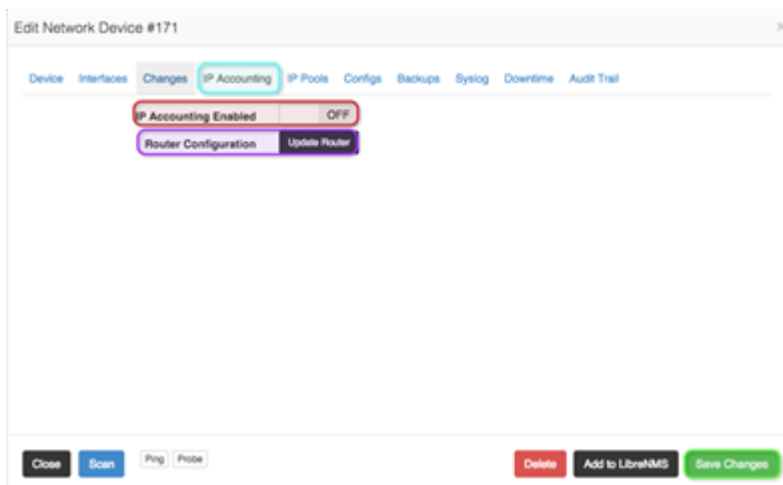 Edit Network Device #171 ×
Device Interfaces Changes IP Accounting IP Pools Configs Backups Syslog Downtime Audit Trail
IP Accounting Enabled OFF
Router Configuration Update Router
Close Scan Ping Probe Delete Add to LibreNMS Save Changes